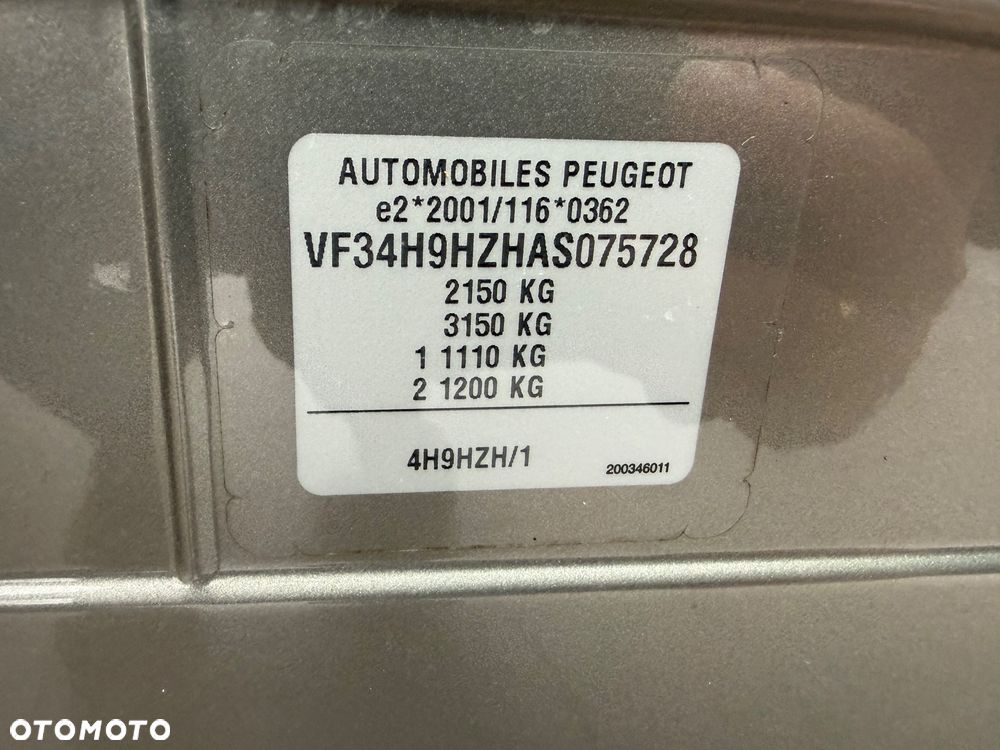 AUTOMOBILES PEUGEOT
e2*2001/116*0362
VF34H9HZHAS075728
2150 KG
3150 KG
1 1110 KG
2 1200 KG
4H9HZH/1
200346011
OTOMOTO